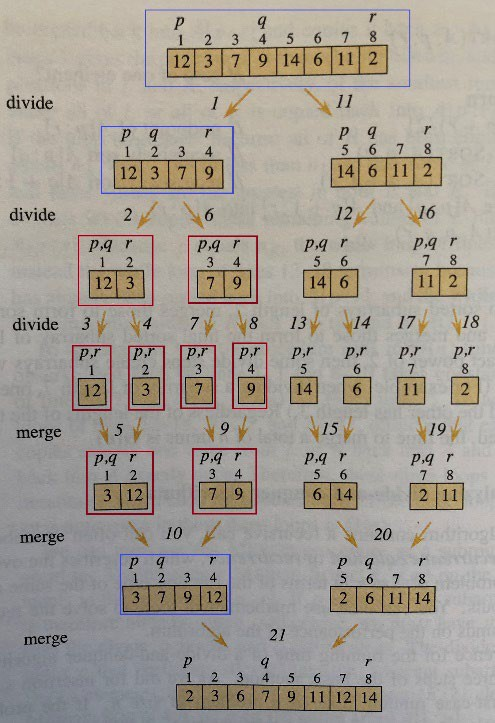 p q r
1 2 3 4 5 6 7 8
12 3 7 9 14 6 11 2
divide 1 11
p q r p q r
1 2 3 4 5 6 7 8
12 3 7 9 14 6 11 2
divide 2 6 12 16
p,q r p,q r p,q r p,q r
1 2 3 4 5 6 7 8
12 3 7 9 14 6 11 2
divide 3 4 7 8 13 14 17 18
p,r p,r p,r p,r p,r p,r p,r p,r
1 2 3 4 5 6 7 8
12 3 7 9 14 6 11 2
merge 5 9 15 19
p,q r p,q r p,q r p,q r
1 2 3 4 5 6 7 8
3 12 7 9 6 14 2 11
merge 10 20
p q r p q r
1 2 3 4 5 6 7 8
3 7 9 12 2 6 11 14
merge 21
p q r
1 2 3 4 5 6 7 8
2 3 6 7 9 11 12 14